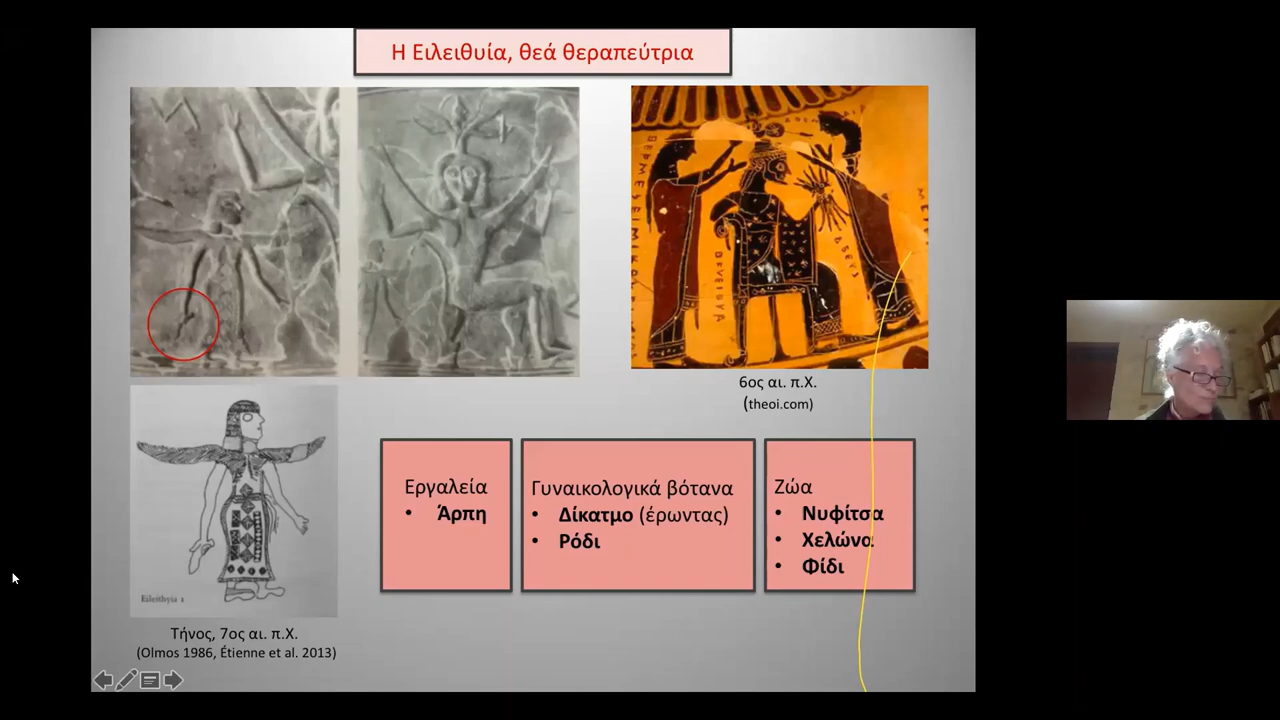 Η Ειλειθυία, θεά θεραπεύτρια
6ος αι. π.Χ.
(theoi.com)
Εργαλεία
• Άρπη
Γυναικολογικά βότανα
• Δίκατμο (έρωντας)
• Ρόδι
Ζώα
• Νυφίτσα
• Χελώνα
• Φίδι
Eileithyia 1
Τήνος, 7ος αι. π.Χ.
(Olmos 1986, Étienne et al. 2013)